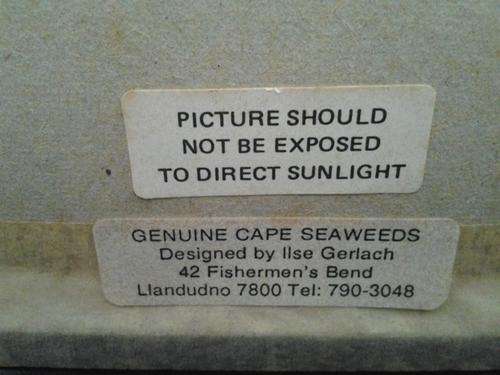 PICTURE SHOULD
NOT BE EXPOSED
TO DIRECT SUNLIGHT
GENUINE CAPE SEAWEEDS
Designed by Ilse Gerlach
42 Fishermen's Bend
Llandudno 7800 Tel: 790-3048